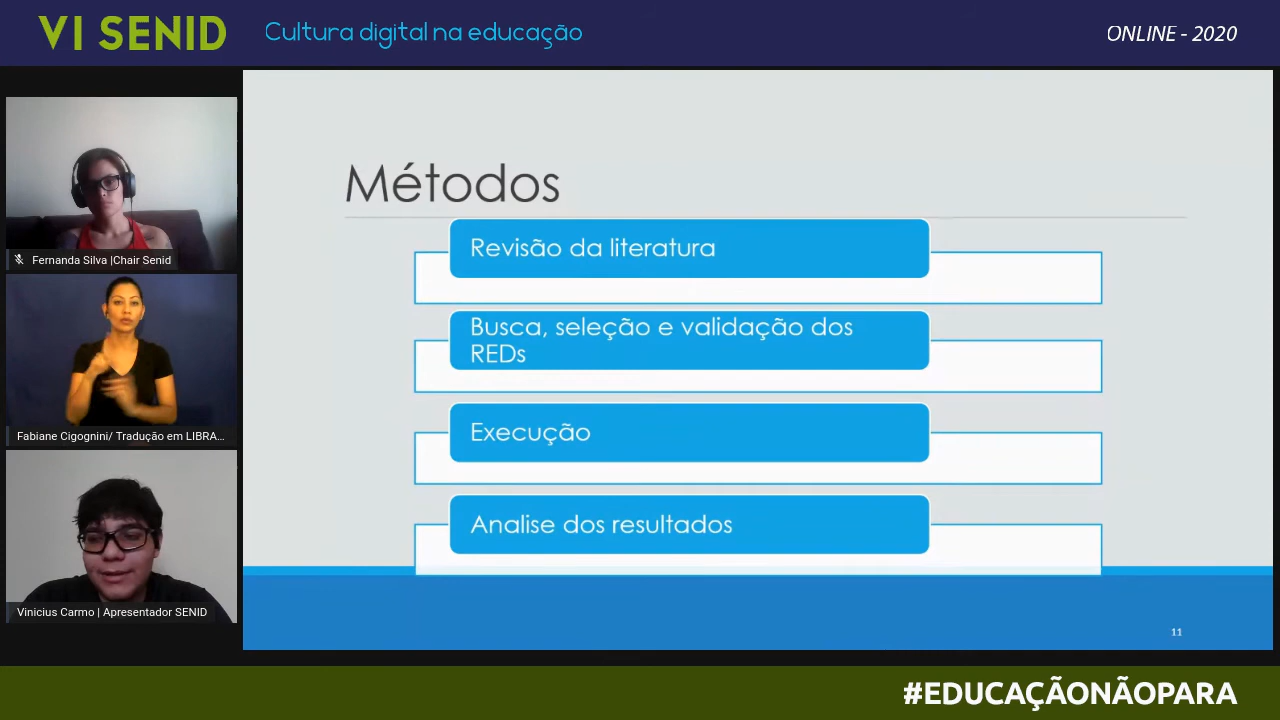 VI SENID
Cultura digital na educação
ONLINE - 2020
Fernanda Silva |Chair Senid
Fabiane Cigognini/ Tradução em LIBRA...
Vinicius Carmo | Apresentador SENID
Métodos
Revisão da literatura
Busca, seleção e validação dos
REDs
Execução
Analise dos resultados
11
#EDUCAÇÃONÃOPARA